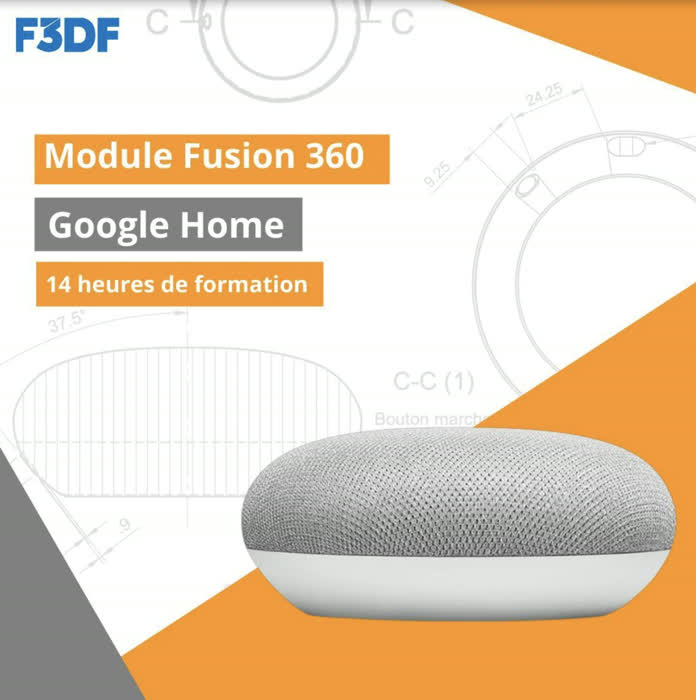 F3DF
C C
24.25
9.25
Module Fusion 360
Google Home
14 heures de formation
37.5°
C-C (1)
Bouton march
.9